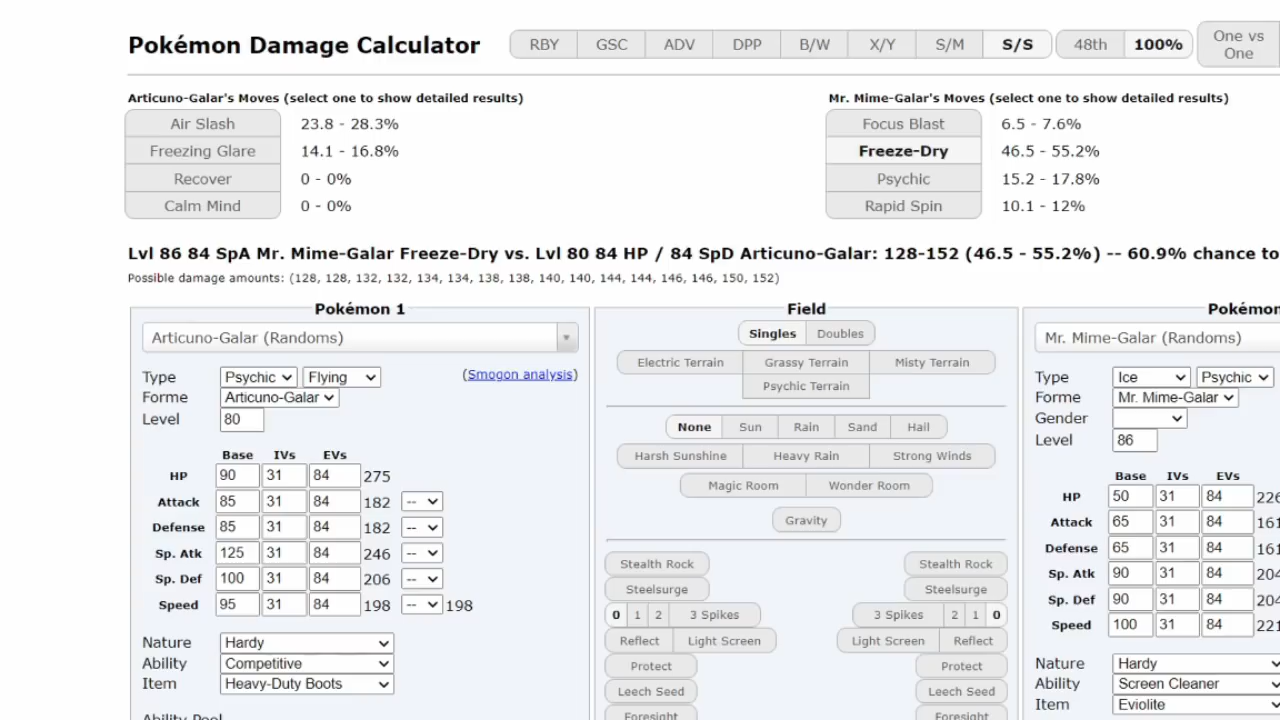 Pokémon Damage Calculator RBY GSC ADV DPP B/W X/Y S/M S/S 48th 100% One vs One
Articuno-Galar's Moves (select one to show detailed results) Mr. Mime-Galar's Moves (select one to show detailed results)
Air Slash 23.8 - 28.3% Focus Blast 6.5 - 7.6%
Freezing Glare 14.1 - 16.8% Freeze-Dry 46.5 - 55.2%
Recover 0 - 0% Psychic 15.2 - 17.8%
Calm Mind 0 - 0% Rapid Spin 10.1 - 12%
Lvl 86 84 SpA Mr. Mime-Galar Freeze-Dry vs. Lvl 80 84 HP / 84 SpD Articuno-Galar: 128-152 (46.5 - 55.2%) -- 60.9% chance to
Possible damage amounts: (128, 128, 132, 132, 134, 134, 138, 138, 140, 140, 144, 144, 146, 146, 150, 152)
Pokémon 1
Articuno-Galar (Randoms)
Type Psychic Flying (Smogon analysis)
Forme Articuno-Galar
Level 80
Base IVs EVs
HP 90 31 84 275
Attack 85 31 84 182 --
Defense 85 31 84 182 --
Sp. Atk 125 31 84 246 --
Sp. Def 100 31 84 206 --
Speed 95 31 84 198 -- 198
Nature Hardy
Ability Competitive
Item Heavy-Duty Boots
Field
Singles Doubles
Electric Terrain Grassy Terrain Misty Terrain
Psychic Terrain
None Sun Rain Sand Hail
Harsh Sunshine Heavy Rain Strong Winds
Magic Room Wonder Room
Gravity
Stealth Rock Stealth Rock
Steelsurge Steelsurge
0 1 2 3 Spikes 3 Spikes 2 1 0
Reflect Light Screen Light Screen Reflect
Protect Protect
Leech Seed Leech Seed
Foresight Foresight
Pokémon
Mr. Mime-Galar (Randoms)
Type Ice Psychic
Forme Mr. Mime-Galar
Gender
Level 86
Base IVs EVs
HP 50 31 84 226
Attack 65 31 84 161
Defense 65 31 84 161
Sp. Atk 90 31 84 204
Sp. Def 90 31 84 204
Speed 100 31 84 221
Nature Hardy
Ability Screen Cleaner
Item Eviolite
Ability Pool